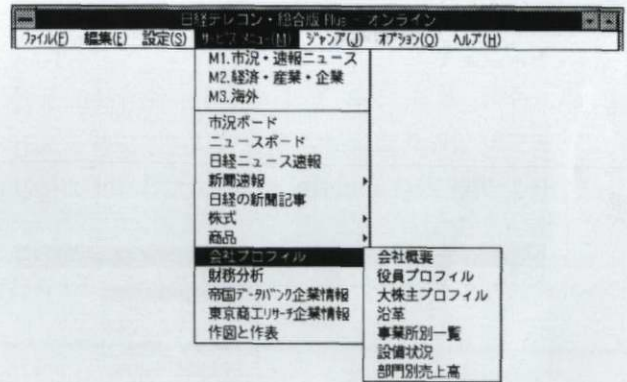 日経テレコン・総合版 Plus - オンライン
ﾌｧｲﾙ(F) 編集(E) 設定(S) ｻｰﾋﾞｽ ﾒﾆｭｰ(M) ｼﾞｬﾝﾌﾟ(J) ｵﾌﾟｼｮﾝ(O) ﾍﾙﾌﾟ(H)
M1.市況・速報ニュース
M2.経済・産業・企業
M3.海外
市況ボード
ニュースボード
日経ニュース速報
新聞速報
日経の新聞記事
株式
商品
会社プロフィル
財務分析
帝国ﾃﾞｰﾀﾊﾞﾝｸ企業情報
東京商工ﾘｻｰﾁ企業情報
作図と作表
会社概要
役員プロフィル
大株主プロフィル
沿革
事業所別一覧
設備状況
部門別売上高